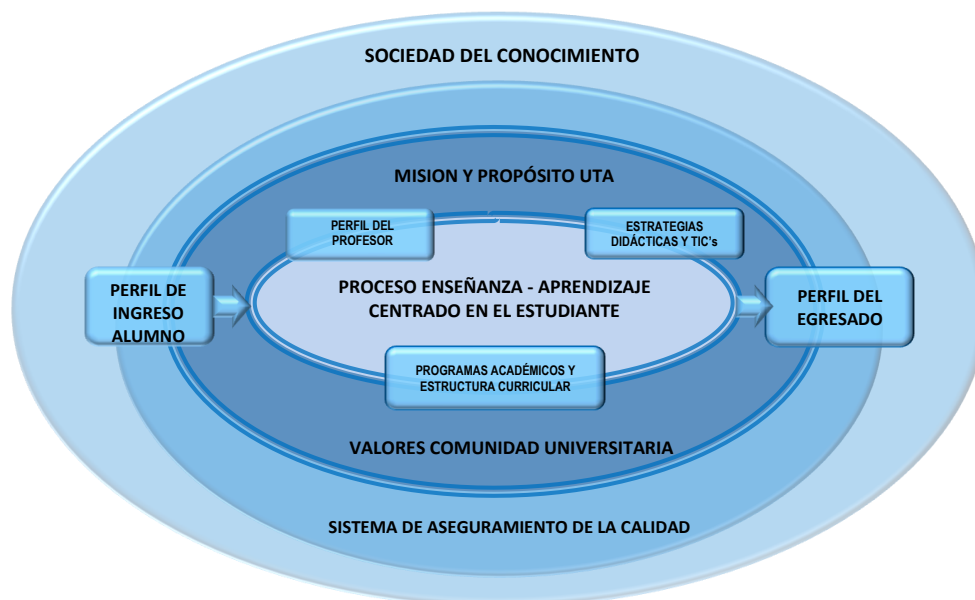 SOCIEDAD DEL CONOCIMIENTO
MISION Y PROPÓSITO UTA
PERFIL DEL
PROFESOR
ESTRATEGIAS
DIDÁCTICAS Y TIC's
PERFIL DE
INGRESO
ALUMNO
PROCESO ENSEÑANZA - APRENDIZAJE
CENTRADO EN EL ESTUDIANTE
PERFIL DEL
EGRESADO
PROGRAMAS ACADÉMICOS Y
ESTRUCTURA CURRICULAR
VALORES COMUNIDAD UNIVERSITARIA
SISTEMA DE ASEGURAMIENTO DE LA CALIDAD